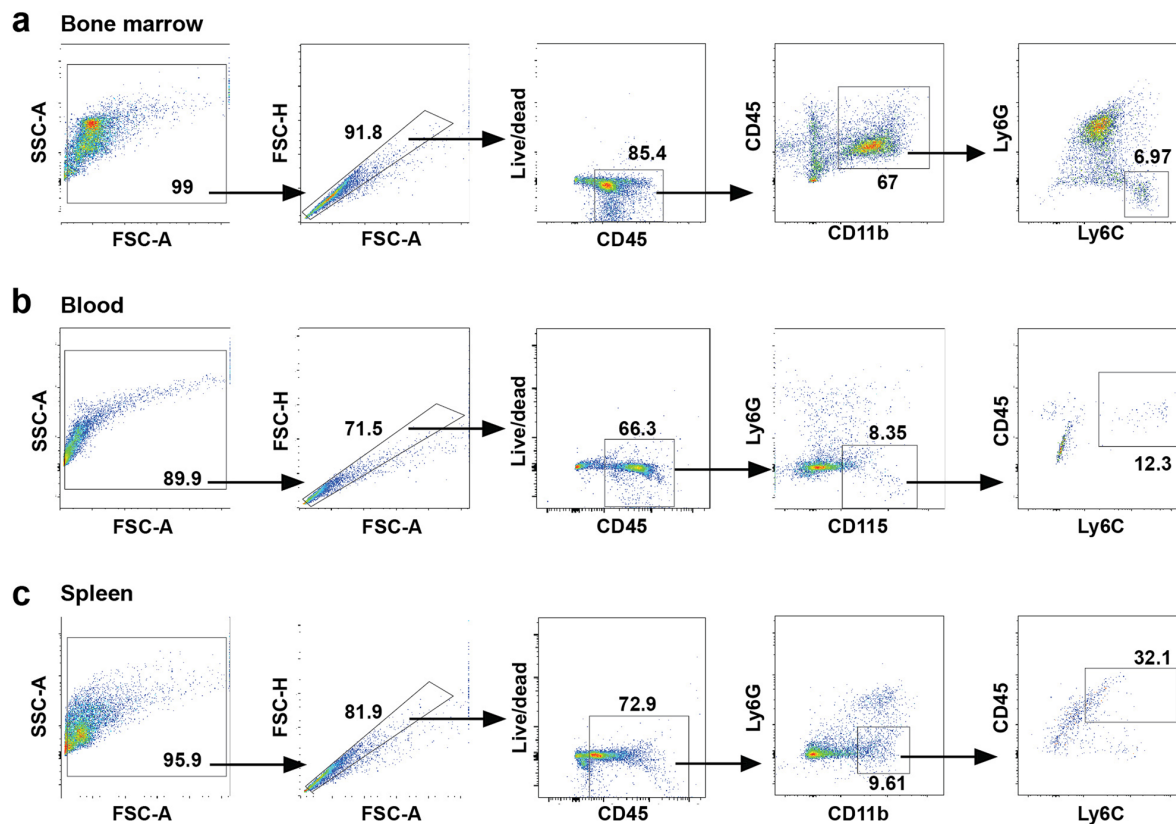 a Bone marrow
SSC-A
99
FSC-A
FSC-H
91.8
FSC-A
Live/dead
85.4
CD45
CD45
67
CD11b
Ly6G
6.97
Ly6C
b Blood
SSC-A
89.9
FSC-A
FSC-H
71.5
FSC-A
Live/dead
66.3
CD45
Ly6G
8.35
CD115
CD45
12.3
Ly6C
c Spleen
SSC-A
95.9
FSC-A
FSC-H
81.9
FSC-A
Live/dead
72.9
CD45
Ly6G
9.61
CD11b
CD45
32.1
Ly6C